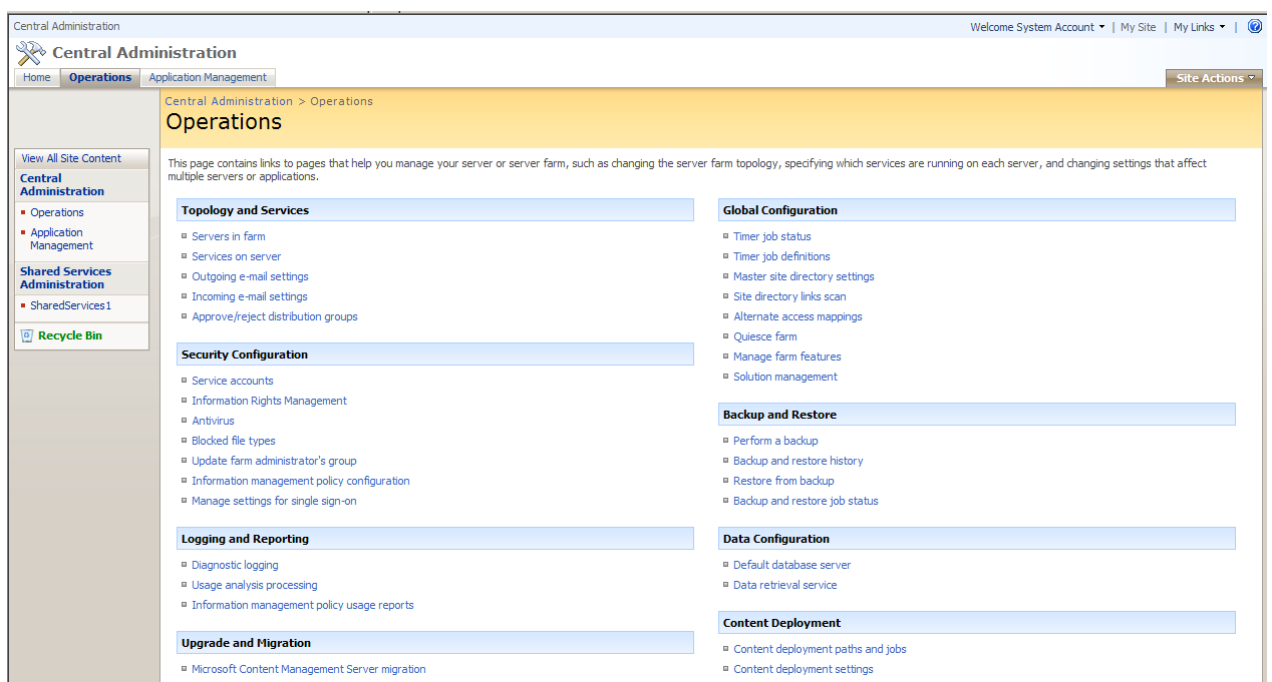 Central Administration
Welcome System Account | My Site | My Links |
Central Administration
Home Operations Application Management
Site Actions
Central Administration > Operations
Operations
View All Site Content
Central
Administration
Operations
Application
Management
Shared Services
Administration
SharedServices1
Recycle Bin
This page contains links to pages that help you manage your server or server farm, such as changing the server farm topology, specifying which services are running on each server, and changing settings that affect
multiple servers or applications.
Topology and Services
Servers in farm
Services on server
Outgoing e-mail settings
Incoming e-mail settings
Approve/reject distribution groups
Security Configuration
Service accounts
Information Rights Management
Antivirus
Blocked file types
Update farm administrator's group
Information management policy configuration
Manage settings for single sign-on
Logging and Reporting
Diagnostic logging
Usage analysis processing
Information management policy usage reports
Upgrade and Migration
Microsoft Content Management Server migration
Global Configuration
Timer job status
Timer job definitions
Master site directory settings
Site directory links scan
Alternate access mappings
Quiesce farm
Manage farm features
Solution management
Backup and Restore
Perform a backup
Backup and restore history
Restore from backup
Backup and restore job status
Data Configuration
Default database server
Data retrieval service
Content Deployment
Content deployment paths and jobs
Content deployment settings